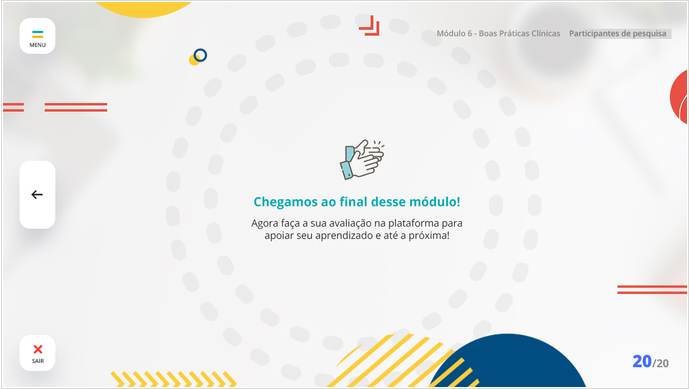 MENU
Módulo 6 - Boas Práticas Clínicas Participantes de pesquisa
Chegamos ao final desse módulo!
Agora faça a sua avaliação na plataforma para
apoiar seu aprendizado e até a próxima!
SAIR
20/20